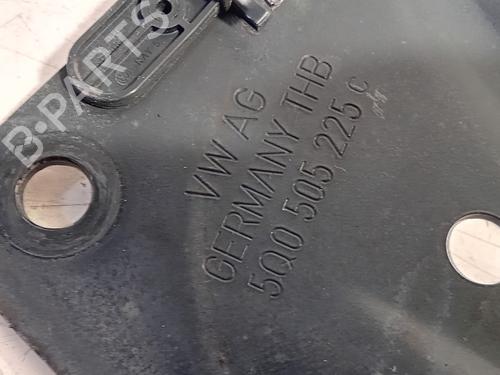 B-PARTS
VW AG
GERMANY THB
5Q0 505 225 C